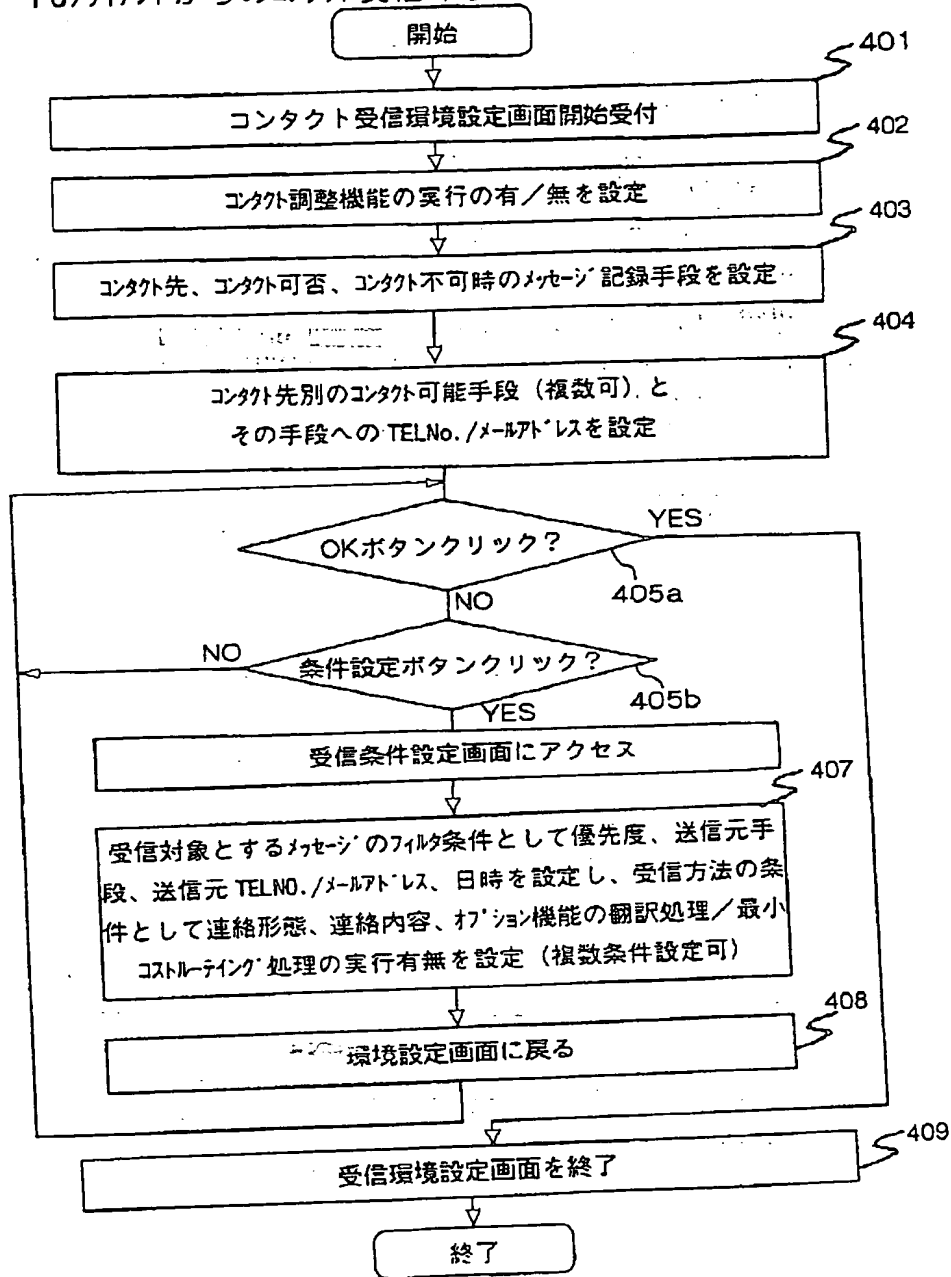 からのコンタクト受信
開始
401
コンタクト受信環境設定画面開始受付
402
コンタクト調整機能の実行の有/無を設定
403
コンタクト先、コンタクト可否、コンタクト不可時のメッセージ記録手段を設定
404
コンタクト先別のコンタクト可能手段(複数可)と
その手段へのTELNo./メールアドレスを設定
YES
OKボタンクリック?
405a
NO
NO
条件設定ボタンクリック?
405b
YES
受信条件設定画面にアクセス
407
受信対象とするメッセージのフィルタ条件として優先度、送信元手
段、送信元TELNO./メールアドレス、日時を設定し、受信方法の条
件として連絡形態、連絡内容、オプション機能の翻訳処理/最小
コストルーティング処理の実行有無を設定(複数条件設定可)
408
環境設定画面に戻る
409
受信環境設定画面を終了
終了